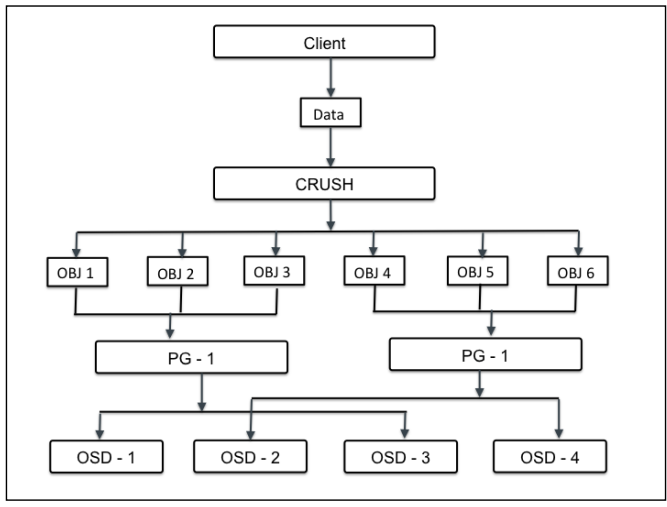 Client
Data
CRUSH
OBJ 1
OBJ 2
OBJ 3
OBJ 4
OBJ 5
OBJ 6
PG - 1
PG - 1
OSD - 1
OSD - 2
OSD - 3
OSD - 4